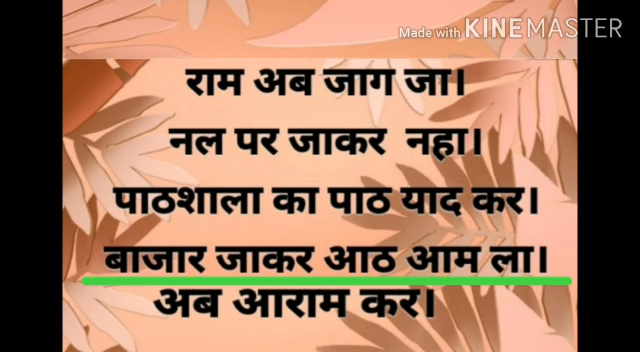 Made with KINEMASTER
राम अब जाग जा।
नल पर जाकर नहा।
पाठशाला का पाठ याद कर।
बाजार जाकर आठ आम ला।
अब आराम कर।